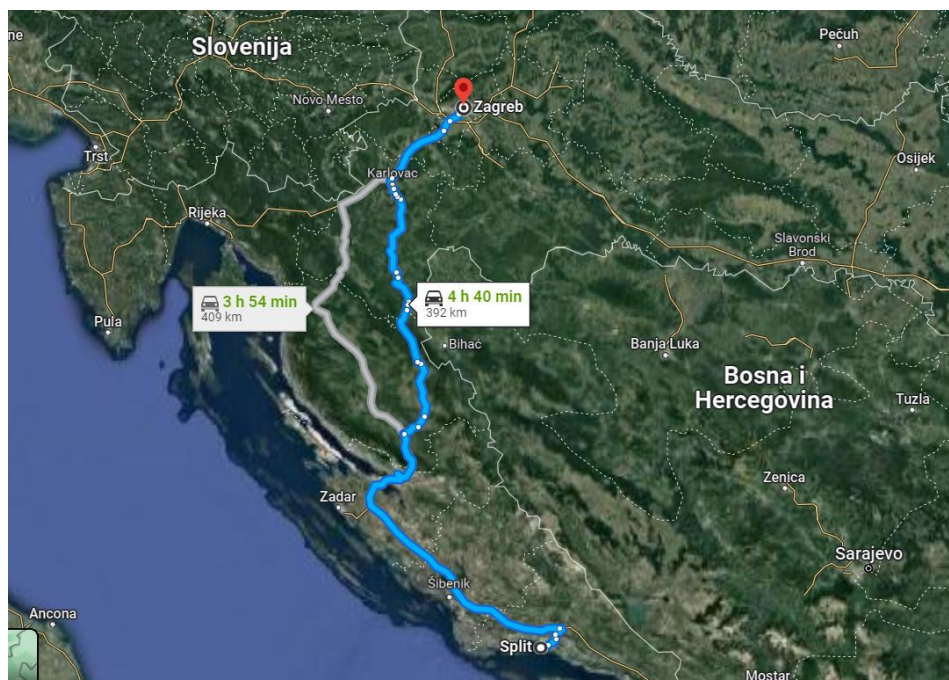 ne
Slovenija
Pečuh
Novo Mesto
Zagreb
Trst
Karlovac
Osijek
Rijeka
Slavonski
Brod
3 h 54 min
409 km
4 h 40 min
392 km
Pula
Bihać
Banja Luka
Bosna i
Hercegovina
Tuzla
Zenica
Zadar
Sarajevo
Šibenik
Ancona
Split
Mostar